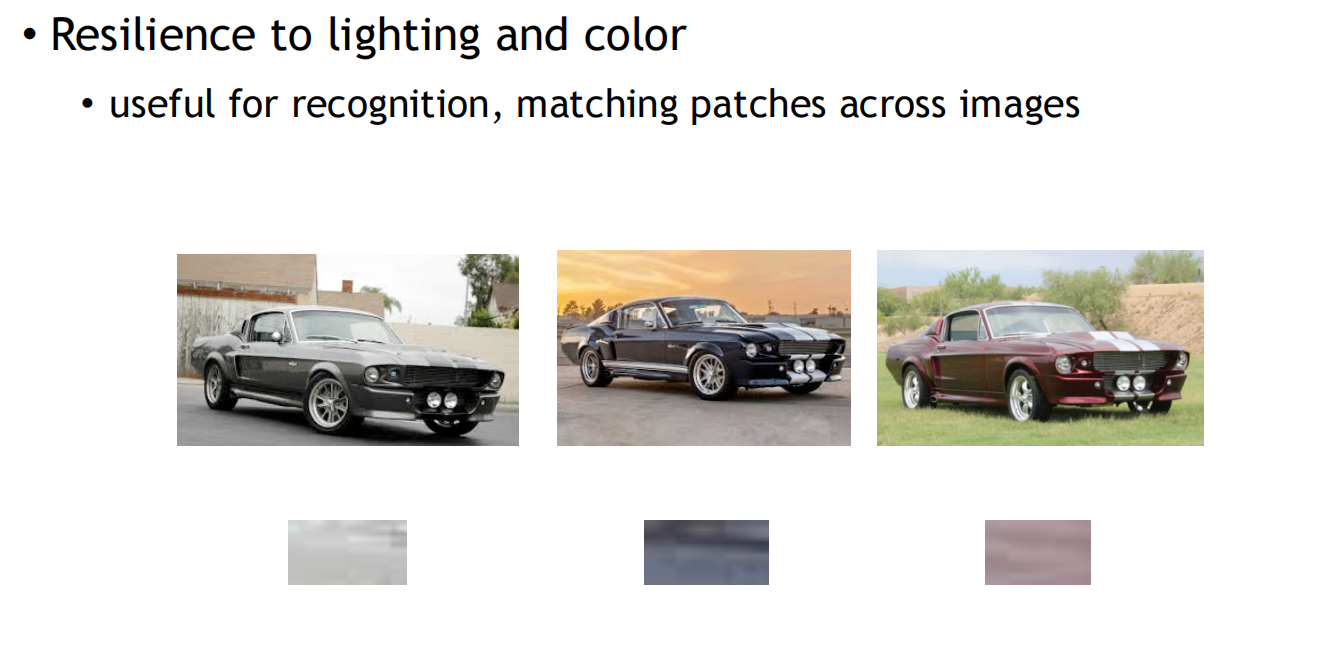 • Resilience to lighting and color
• useful for recognition, matching patches across images